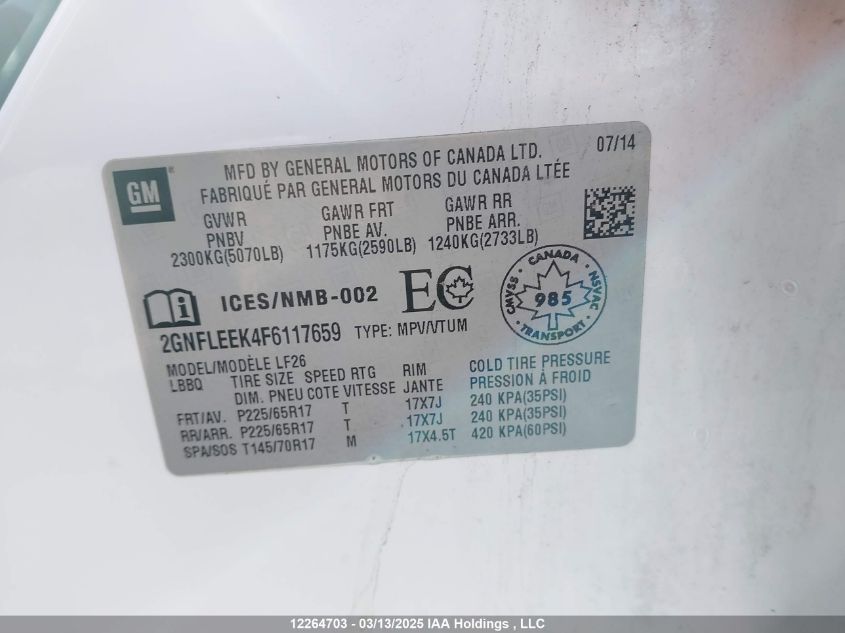 GM
MFD BY GENERAL MOTORS OF CANADA LTD. 07/14
FABRIQUÉ PAR GENERAL MOTORS DU CANADA LTÉE
GVWR GAWR FRT GAWR RR
PNBV PNBE AV. PNBE ARR.
2300KG(5070LB) 1175KG(2590LB) 1240KG(2733LB)
ICES/NMB-002 EC
CANADA CMVSS 985 NSVAC TRANSPORT
2GNFLEEK4F6117659 TYPE: MPV/VTUM
MODEL/MODÈLE LF26
LBBQ TIRE SIZE SPEED RTG RIM COLD TIRE PRESSURE
DIM. PNEU COTE VITESSE JANTE PRESSION À FROID
FRT/AV. P225/65R17 T 17X7J 240 KPA(35PSI)
RR/ARR. P225/65R17 T 17X7J 240 KPA(35PSI)
SPA/SOS T145/70R17 M 17X4.5T 420 KPA(60PSI)
12264703 - 03/13/2025 IAA Holdings , LLC